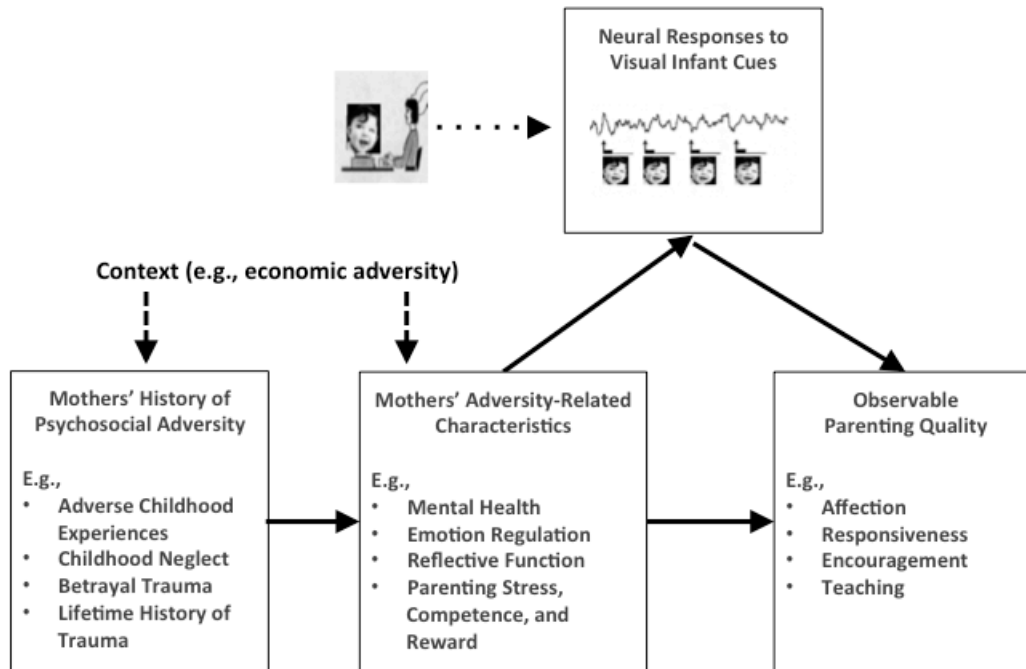 Neural Responses to
Visual Infant Cues
Context (e.g., economic adversity)
Mothers’ History of
Psychosocial Adversity
E.g.,
• Adverse Childhood
Experiences
• Childhood Neglect
• Betrayal Trauma
• Lifetime History of
Trauma
Mothers’ Adversity-Related
Characteristics
E.g.,
• Mental Health
• Emotion Regulation
• Reflective Function
• Parenting Stress,
Competence, and
Reward
Observable
Parenting Quality
E.g.,
• Affection
• Responsiveness
• Encouragement
• Teaching